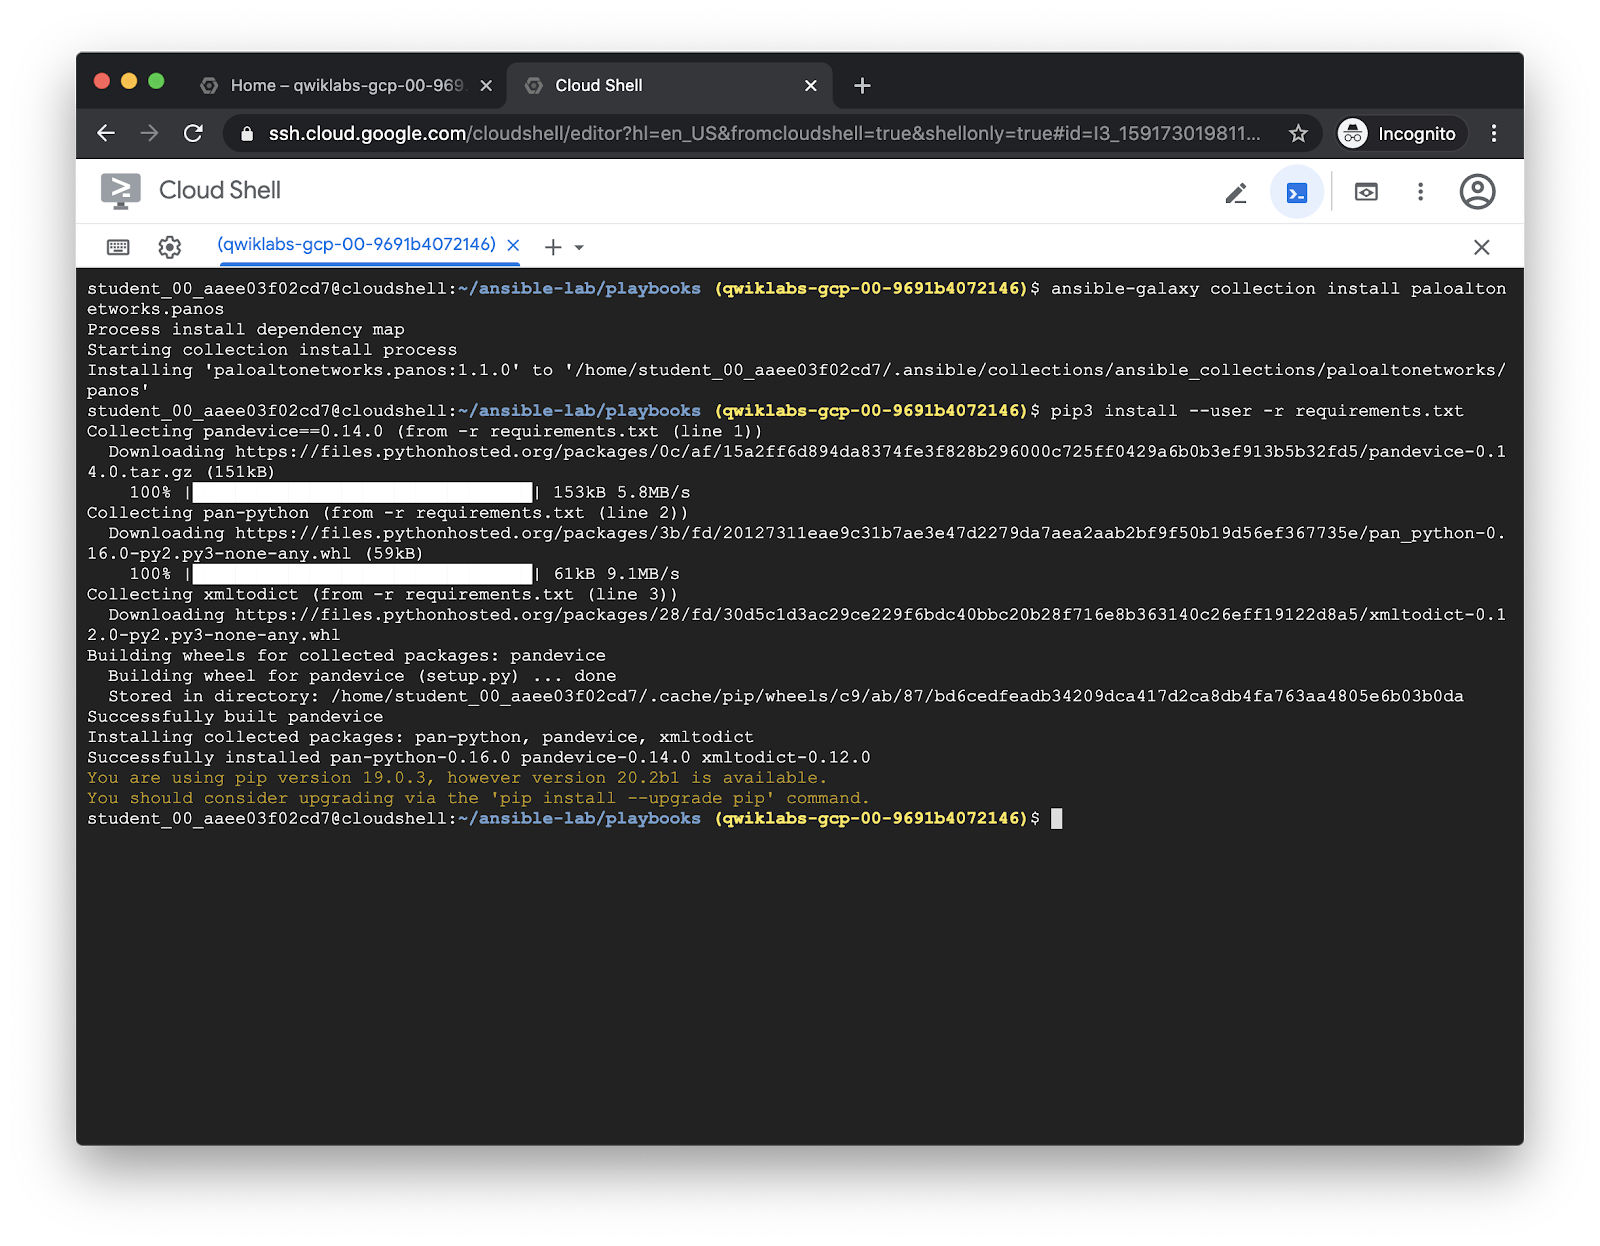 Home – qwiklabs-gcp-00-969
Cloud Shell
ssh.cloud.google.com/cloudshell/editor?hl=en_US&fromcloudshell=true&shellonly=true#id=I3_159173019811...
Incognito
Cloud Shell
(qwiklabs-gcp-00-9691b4072146)
student_00_aaee03f02cd7@cloudshell:~/ansible-lab/playbooks (qwiklabs-gcp-00-9691b4072146)$ ansible-galaxy collection install paloalton
etworks.panos
Process install dependency map
Starting collection install process
Installing 'paloaltonetworks.panos:1.1.0' to '/home/student_00_aaee03f02cd7/.ansible/collections/ansible_collections/paloaltonetworks/
panos'
student_00_aaee03f02cd7@cloudshell:~/ansible-lab/playbooks (qwiklabs-gcp-00-9691b4072146)$ pip3 install --user -r requirements.txt
Collecting pandevice==0.14.0 (from -r requirements.txt (line 1))
  Downloading https://files.pythonhosted.org/packages/0c/af/15a2ff6d894da8374fe3f828b296000c725ff0429a6b0b3ef913b5b32fd5/pandevice-0.1
4.0.tar.gz (151kB)
    100% |                                | 153kB 5.8MB/s
Collecting pan-python (from -r requirements.txt (line 2))
  Downloading https://files.pythonhosted.org/packages/3b/fd/20127311eae9c31b7ae3e47d2279da7aea2aab2bf9f50b19d56ef367735e/pan_python-0.
16.0-py2.py3-none-any.whl (59kB)
    100% |                                | 61kB 9.1MB/s
Collecting xmltodict (from -r requirements.txt (line 3))
  Downloading https://files.pythonhosted.org/packages/28/fd/30d5c1d3ac29ce229f6bdc40bbc20b28f716e8b363140c26eff19122d8a5/xmltodict-0.1
2.0-py2.py3-none-any.whl
Building wheels for collected packages: pandevice
  Building wheel for pandevice (setup.py) ... done
  Stored in directory: /home/student_00_aaee03f02cd7/.cache/pip/wheels/c9/ab/87/bd6cedfeadb34209dca417d2ca8db4fa763aa4805e6b03b0da
Successfully built pandevice
Installing collected packages: pan-python, pandevice, xmltodict
Successfully installed pan-python-0.16.0 pandevice-0.14.0 xmltodict-0.12.0
You are using pip version 19.0.3, however version 20.2b1 is available.
You should consider upgrading via the 'pip install --upgrade pip' command.
student_00_aaee03f02cd7@cloudshell:~/ansible-lab/playbooks (qwiklabs-gcp-00-9691b4072146)$